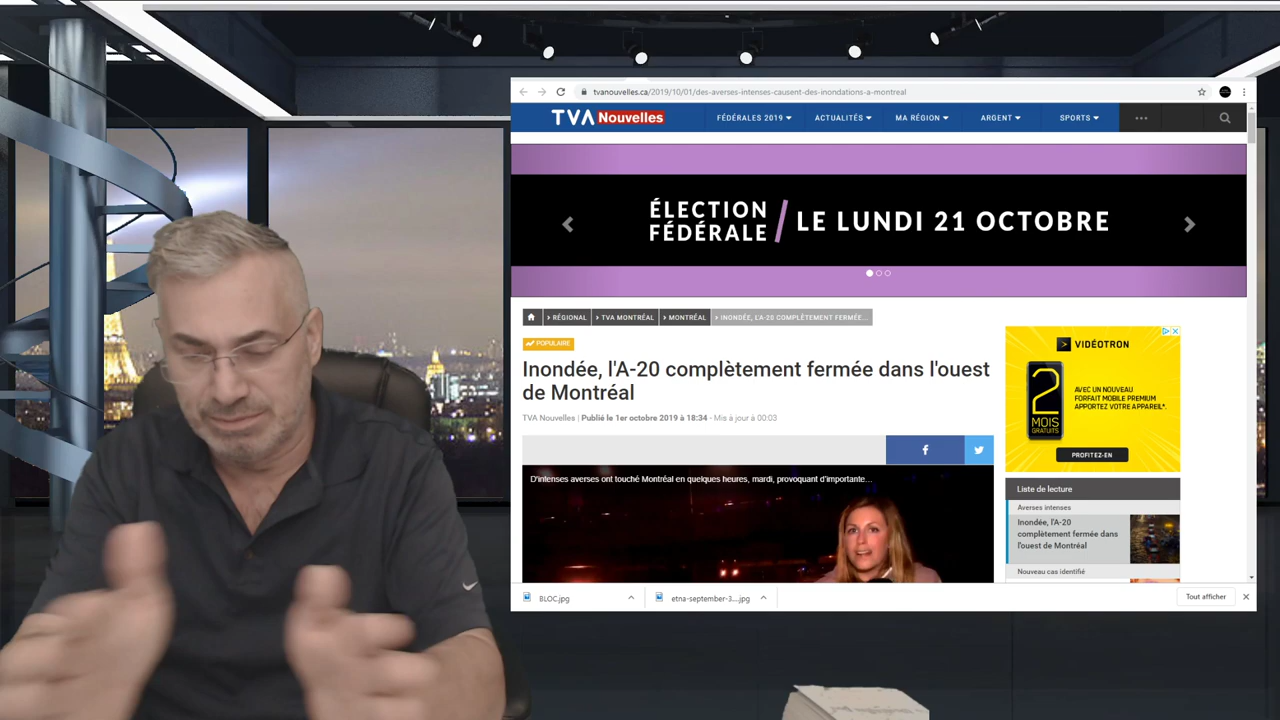 tvanouvelles.ca/2019/10/01/des-averses-intenses-causent-des-inondations-a-montreal
TVA Nouvelles
FÉDÉRALES 2019
ACTUALITÉS
MA RÉGION
ARGENT
SPORTS
ÉLECTION
FÉDÉRALE
LE LUNDI 21 OCTOBRE
RÉGIONAL
TVA MONTRÉAL
MONTRÉAL
INONDÉE, L'A-20 COMPLÈTEMENT FERMÉE...
POPULAIRE
Inondée, l'A-20 complètement fermée dans l'ouest
de Montréal
TVA Nouvelles | Publié le 1er octobre 2019 à 18:34 - Mis à jour à 00:03
D'intenses averses ont touché Montréal en quelques heures, mardi, provoquant d'importante...
VIDÉOTRON
2
MOIS
GRATUITS
AVEC UN NOUVEAU
FORFAIT MOBILE PREMIUM
APPORTEZ VOTRE APPAREIL*.
PROFITEZ-EN
Liste de lecture
Averses intenses
Inondée, l'A-20
complètement fermée dans
l'ouest de Montréal
Nouveau cas identifié
BLOC.jpg
etna-september-3....jpg
Tout afficher